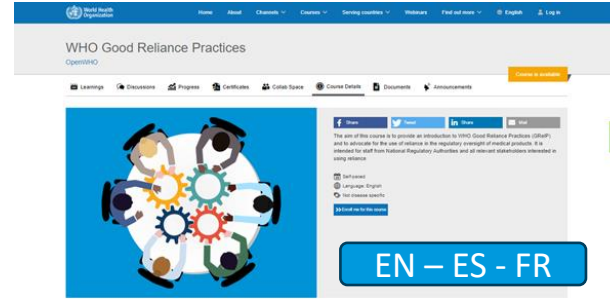 World Health
Organization
Home About Channels Courses Serving countries Webinars Find out more English Log in
WHO Good Reliance Practices
OpenWHO
Course is available
Learnings Discussions Progress Certificates Collab Space Course Details Documents Announcements
Share Tweet Share Mail
The aim of this course is to provide an introduction to WHO Good Reliance Practices (GRelP)
and to advocate for the use of reliance in the regulatory oversight of medical products. It is
intended for staff from National Regulatory Authorities and all relevant stakeholders interested in
using reliance
Self-paced
Language: English
Not disease specific
Enroll me for this course
EN – ES - FR